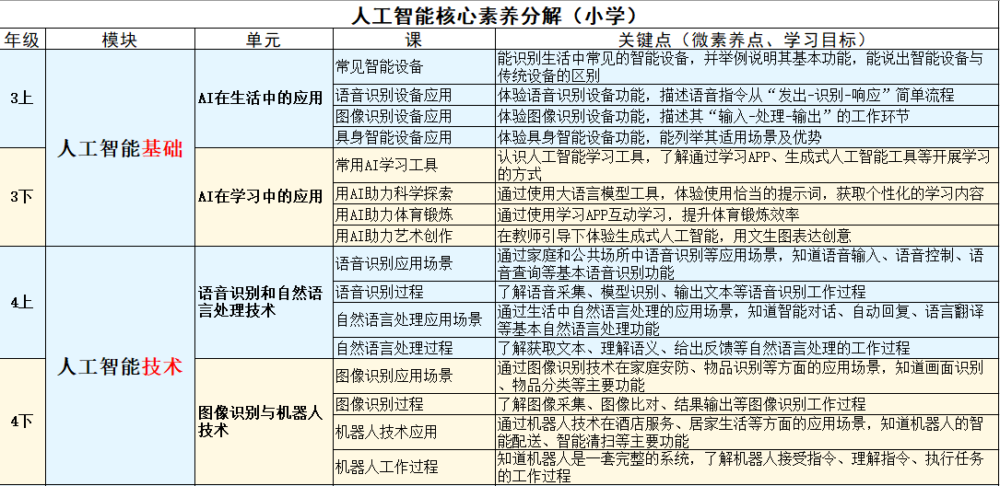 人工智能核心素养分解（小学）
年级 模块 单元 课 关键点（微素养点、学习目标）
3上
人工智能基础
AI在生活中的应用
常见智能设备
能识别生活中常见的智能设备，并举例说明其基本功能，能说出智能设备与
传统设备的区别
语音识别设备应用
体验语音识别设备功能，描述语音指令从“发出-识别-响应”简单流程
图像识别设备应用
体验图像识别设备功能，描述其“输入-处理-输出”的工作环节
具身智能设备应用
体验具身智能设备功能，能列举其适用场景及优势
3下
AI在学习中的应用
常用AI学习工具
认识人工智能学习工具，了解通过学习APP、生成式人工智能工具等开展学习
的方式
用AI助力科学探索
通过使用大语言模型工具，体验使用恰当的提示词，获取个性化的学习内容
用AI助力体育锻炼
通过使用学习APP互动学习，提升体育锻炼效率
用AI助力艺术创作
在教师引导下体验生成式人工智能，用文生图表达创意
4上
人工智能技术
语音识别和自然语
言处理技术
语音识别应用场景
通过家庭和公共场所中语音识别等应用场景，知道语音输入、语音控制、语
音查询等基本语音识别功能
语音识别过程
了解语音采集、模型识别、输出文本等语音识别工作过程
自然语言处理应用场景
通过生活中自然语言处理的应用场景，知道智能对话、自动回复、语言翻译
等基本自然语言处理功能
自然语言处理过程
了解获取文本、理解语义、给出反馈等自然语言处理的工作过程
4下
图像识别与机器人
技术
图像识别应用场景
通过图像识别技术在家庭安防、物品识别等方面的应用场景，知道画面识别
、物品分类等主要功能
图像识别过程
了解图像采集、图像比对、结果输出等图像识别工作过程
机器人技术应用
通过机器人技术在酒店服务、居家生活等方面的应用场景，知道机器人的智
能配送、智能清扫等主要功能
机器人工作过程
知道机器人是一套完整的系统，了解机器人接受指令、理解指令、执行任务
的工作过程